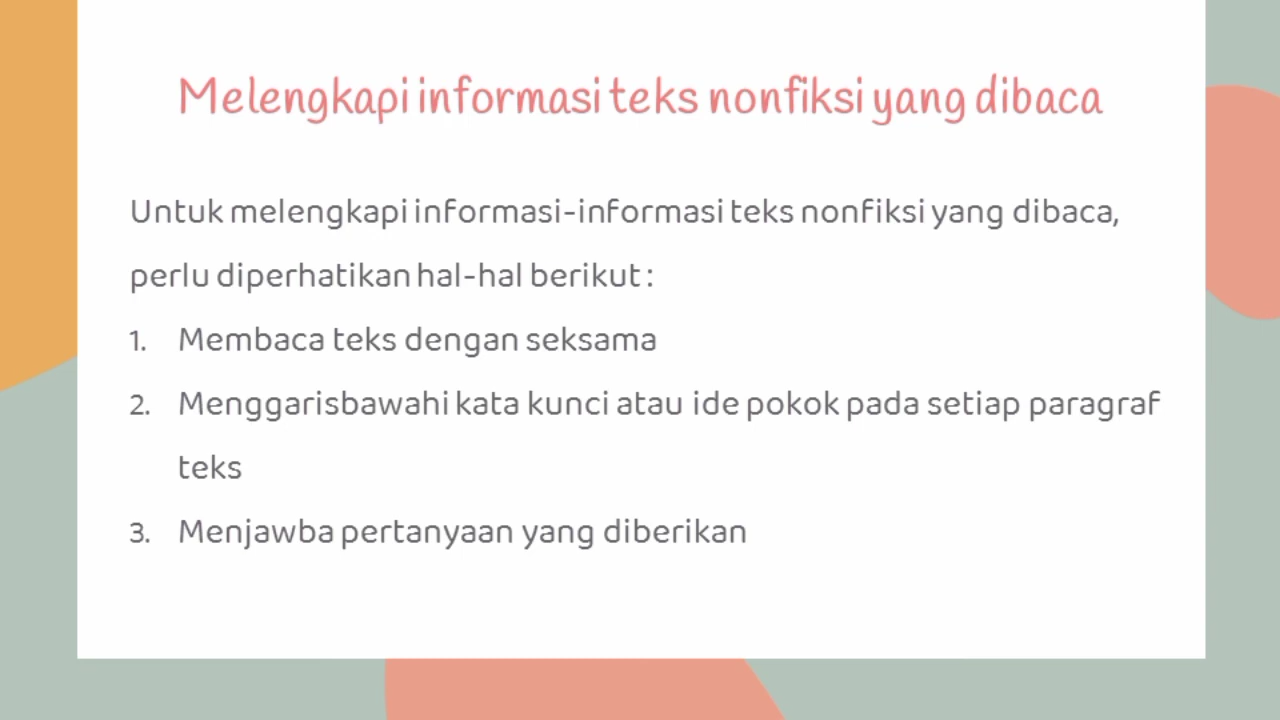 Melengkapi informasi teks nonfiksi yang dibaca
Untuk melengkapi informasi-informasi teks nonfiksi yang dibaca,
perlu diperhatikan hal-hal berikut :
1. Membaca teks dengan seksama
2. Menggarisbawahi kata kunci atau ide pokok pada setiap paragraf
teks
3. Menjawba pertanyaan yang diberikan